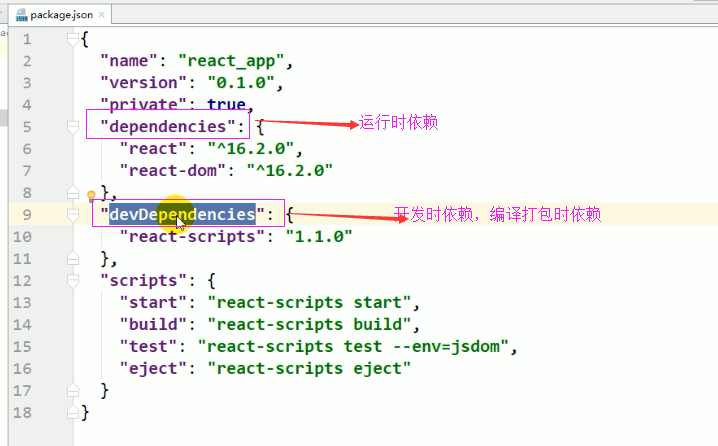 package.json
1 {
2 "name": "react_app",
3 "version": "0.1.0",
4 "private": true,
5 "dependencies": { 运行时依赖
6 "react": "^16.2.0",
7 "react-dom": "^16.2.0"
8 },
9 "devDependencies": { 开发时依赖，编译打包时依赖
10 "react-scripts": "1.1.0"
11 },
12 "scripts": {
13 "start": "react-scripts start",
14 "build": "react-scripts build",
15 "test": "react-scripts test --env=jsdom",
16 "eject": "react-scripts eject"
17 }
18 }